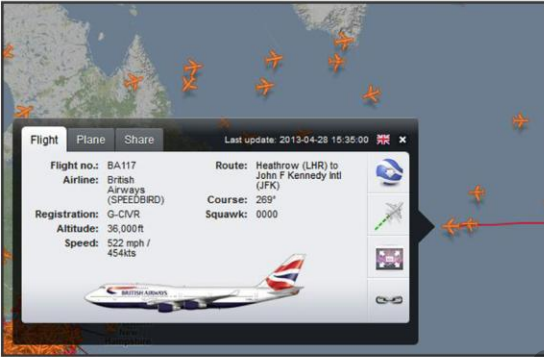 Flight Plane Share Last update: 2013-04-28 15:35:00
Flight no.: BA117
Airline: British
Airways
(SPEEDBIRD)
Registration: G-CIVR
Altitude: 36,000ft
Speed: 522 mph /
454kts
Route: Heathrow (LHR) to
John F Kennedy Intl
(JFK)
Course: 269°
Squawk: 0000
BRITISH AIRWAYS
New
Hampshire